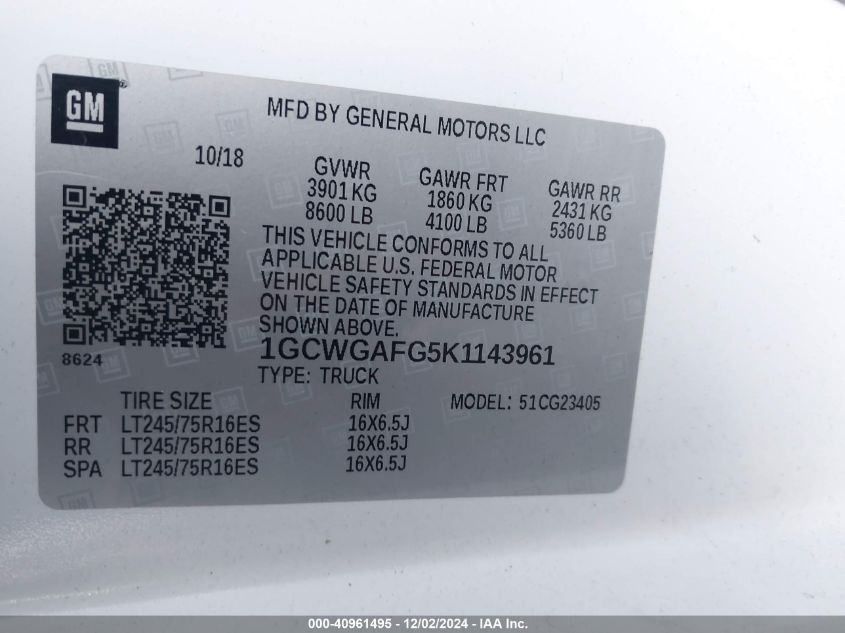 GM ®
MFD BY GENERAL MOTORS LLC
10/18
GVWR GAWR FRT GAWR RR
3901 KG 1860 KG 2431 KG
8600 LB 4100 LB 5360 LB
THIS VEHICLE CONFORMS TO ALL
APPLICABLE U.S. FEDERAL MOTOR
VEHICLE SAFETY STANDARDS IN EFFECT
ON THE DATE OF MANUFACTURE
SHOWN ABOVE.
8624
1GCWGAFG5K1143961
TYPE: TRUCK
TIRE SIZE RIM MODEL: 51CG23405
FRT LT245/75R16ES 16X6.5J
RR LT245/75R16ES 16X6.5J
SPA LT245/75R16ES 16X6.5J
000-40961495 - 12/02/2024 - IAA Inc.